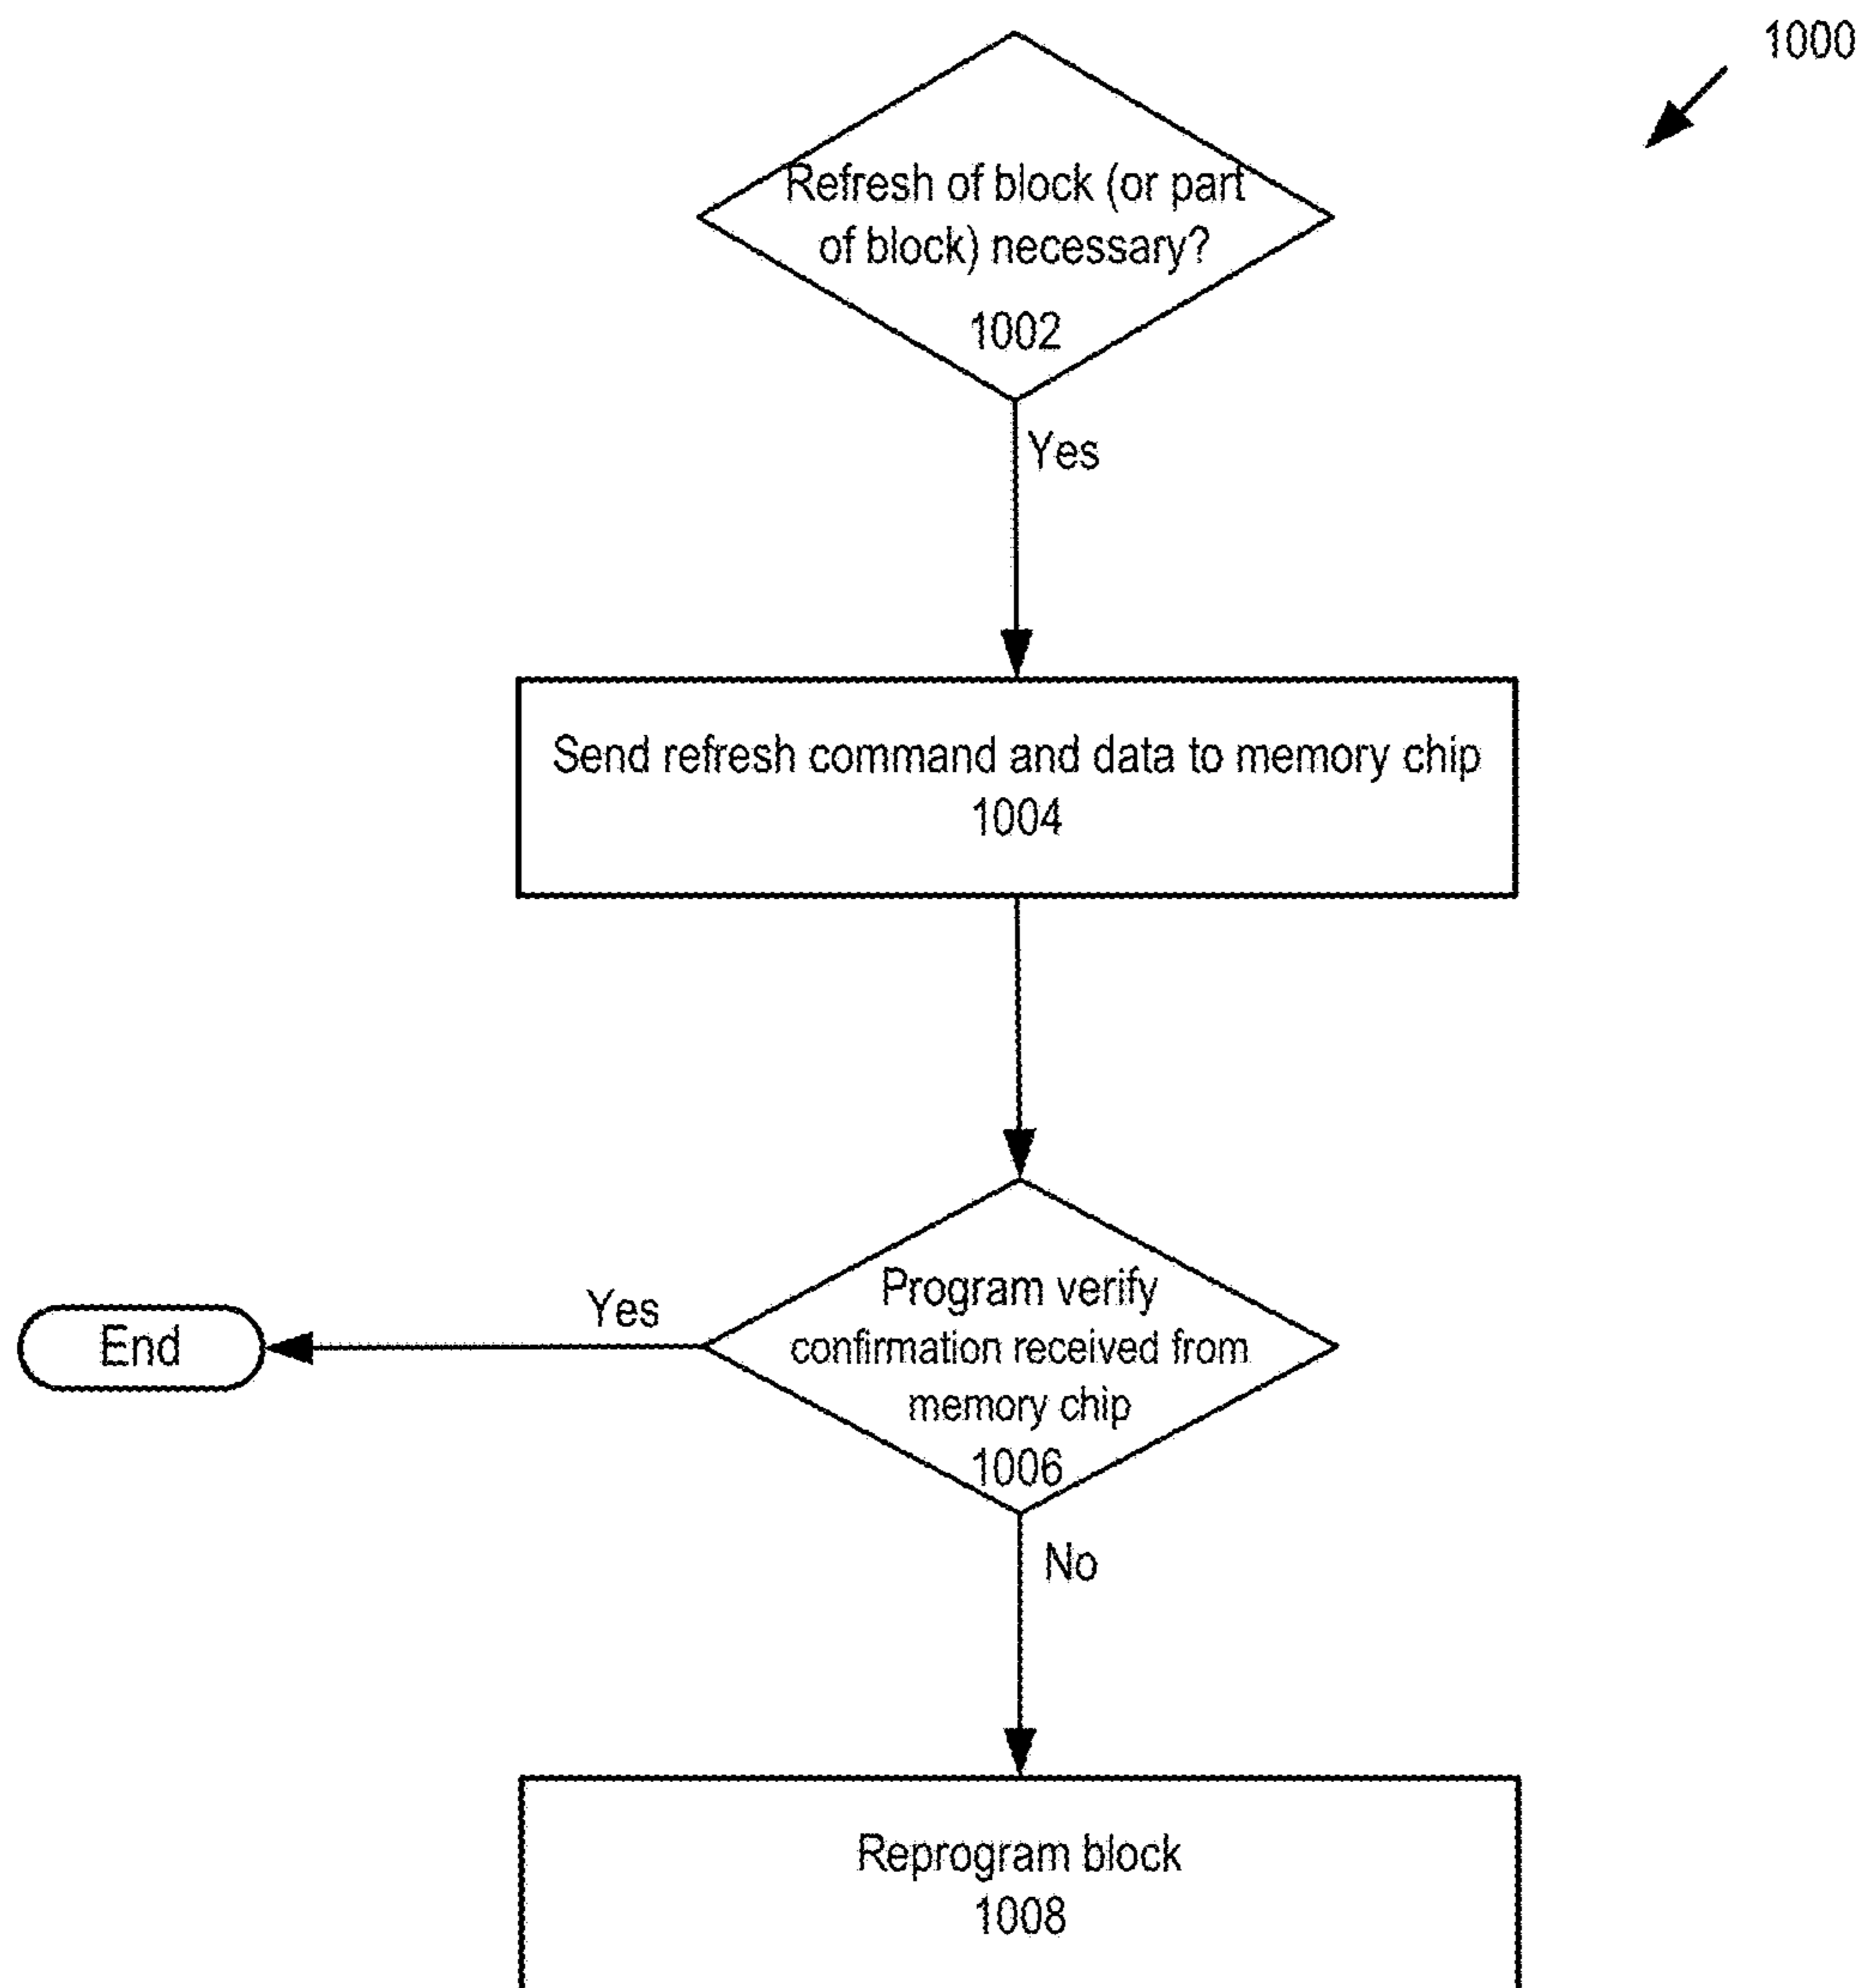 1000
Refresh of block (or part
of block) necessary?
1002
Yes
Send refresh command and data to memory chip
1004
Program verify
confirmation received from
memory chip
1006
Yes
End
No
Reprogram block
1008